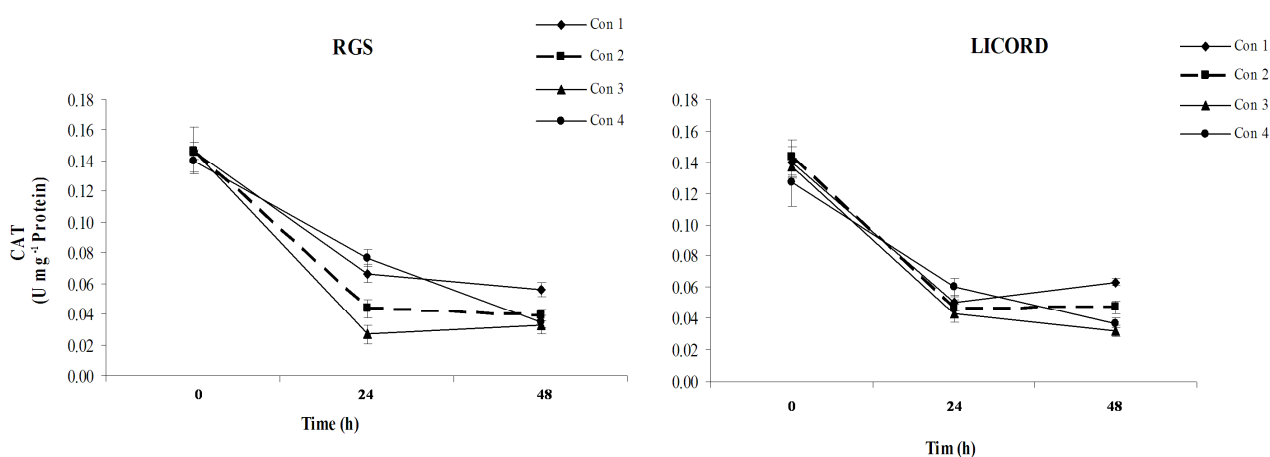 RGS
Con 1
Con 2
Con 3
Con 4
CAT
(U mg⁻¹ Protein)
0.18
0.16
0.14
0.12
0.10
0.08
0.06
0.04
0.02
0.00
0
24
48
Time (h)
LICORD
Con 1
Con 2
Con 3
Con 4
0.18
0.16
0.14
0.12
0.10
0.08
0.06
0.04
0.02
0.00
0
24
48
Tim (h)